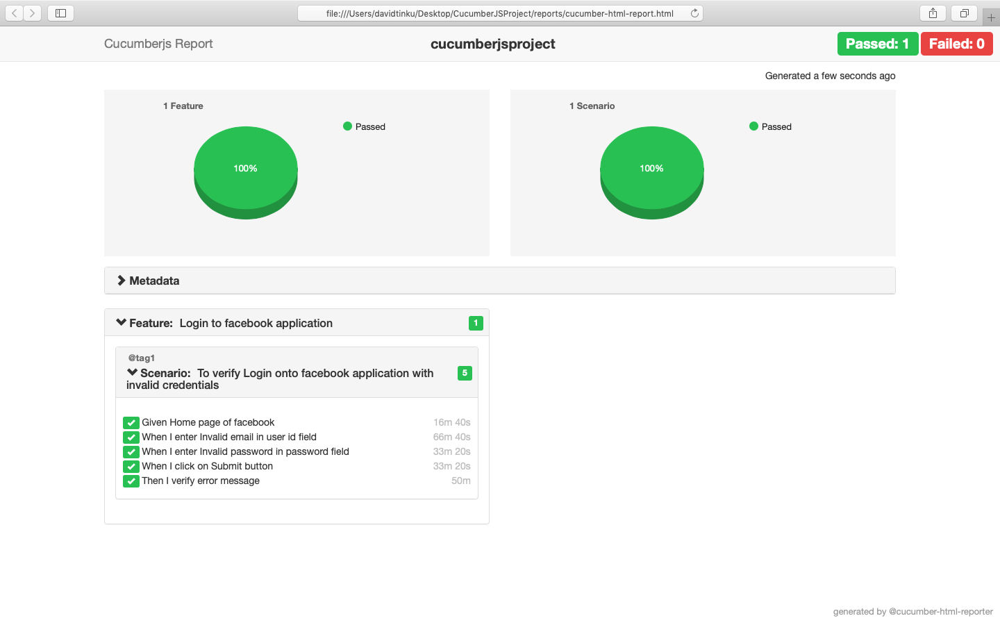 file:///Users/davidtinku/Desktop/CucumberJSProject/reports/cucumber-html-report.html
Cucumberjs Report
cucumberjsproject
Passed: 1
Failed: 0
Generated a few seconds ago
1 Feature
Passed
100%
1 Scenario
Passed
100%
Metadata
Feature: Login to facebook application
1
@tag1
Scenario: To verify Login onto facebook application with
invalid credentials
5
Given Home page of facebook 16m 40s
When I enter Invalid email in user id field 66m 40s
When I enter Invalid password in password field 33m 20s
When I click on Submit button 33m 20s
Then I verify error message 50m
generated by @cucumber-html-reporter